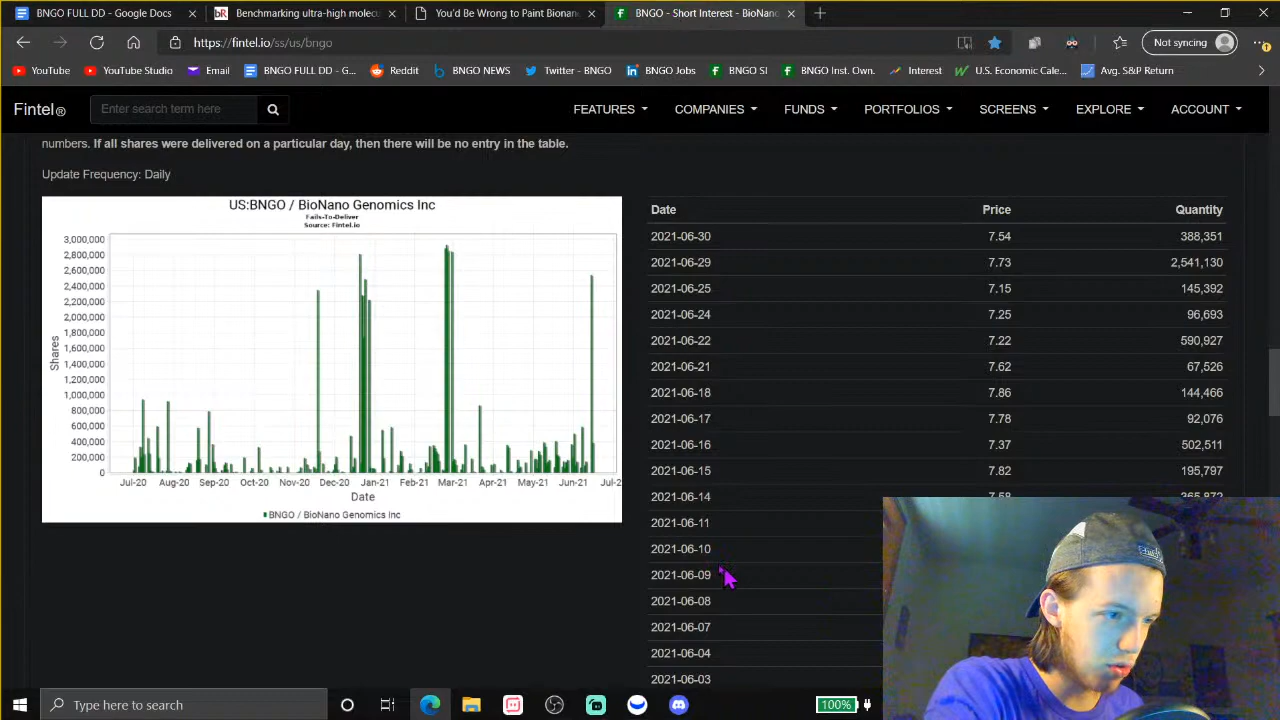 BNGO FULL DD - Google Docs
Benchmarking ultra-high molecu
You'd Be Wrong to Paint Bionan
BNGO - Short Interest - BioNano
https://fintel.io/ss/us/bngo
Not syncing
YouTube
YouTube Studio
Email
BNGO FULL DD - G...
Reddit
BNGO NEWS
Twitter - BNGO
BNGO Jobs
BNGO SI
BNGO Inst. Own.
Interest
U.S. Economic Cale...
Avg. S&P Return
Fintel®
Enter search term here
FEATURES
COMPANIES
FUNDS
PORTFOLIOS
SCREENS
EXPLORE
ACCOUNT
numbers. If all shares were delivered on a particular day, then there will be no entry in the table.
Update Frequency: Daily
US:BNGO / BioNano Genomics Inc
Fails-To-Deliver
Source: Fintel.io
3,000,000
2,800,000
2,600,000
2,400,000
2,200,000
2,000,000
1,800,000
1,600,000
1,400,000
1,200,000
1,000,000
800,000
600,000
400,000
200,000
0
Shares
Jul-20 Aug-20 Sep-20 Oct-20 Nov-20 Dec-20 Jan-21 Feb-21 Mar-21 Apr-21 May-21 Jun-21 Jul-2
Date
BNGO / BioNano Genomics Inc
Date Price Quantity
2021-06-30 7.54 388,351
2021-06-29 7.73 2,541,130
2021-06-25 7.15 145,392
2021-06-24 7.25 96,693
2021-06-22 7.22 590,927
2021-06-21 7.62 67,526
2021-06-18 7.86 144,466
2021-06-17 7.78 92,076
2021-06-16 7.37 502,511
2021-06-15 7.82 195,797
2021-06-14 7.58 365,872
2021-06-11
2021-06-10
2021-06-09
2021-06-08
2021-06-07
2021-06-04
2021-06-03
Type here to search
100%